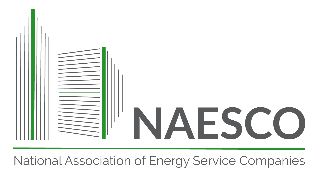 NAESCO
National Association of Energy Service Companies